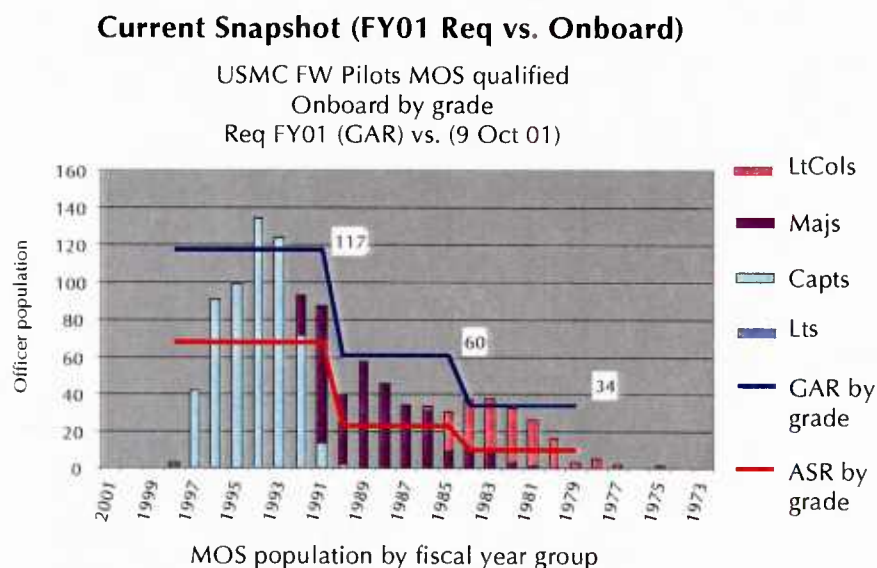 Current Snapshot (FY01 Req vs. Onboard)
USMC FW Pilots MOS qualified
Onboard by grade
Req FY01 (GAR) vs. (9 Oct 01)
160
140
120
100
80
60
40
20
0
Officer population
117
60
34
2001
1999
1997
1995
1993
1991
1989
1987
1985
1983
1981
1979
1977
1975
1973
MOS population by fiscal year group
LtCols
Majs
Capts
Lts
GAR by
grade
ASR by
grade